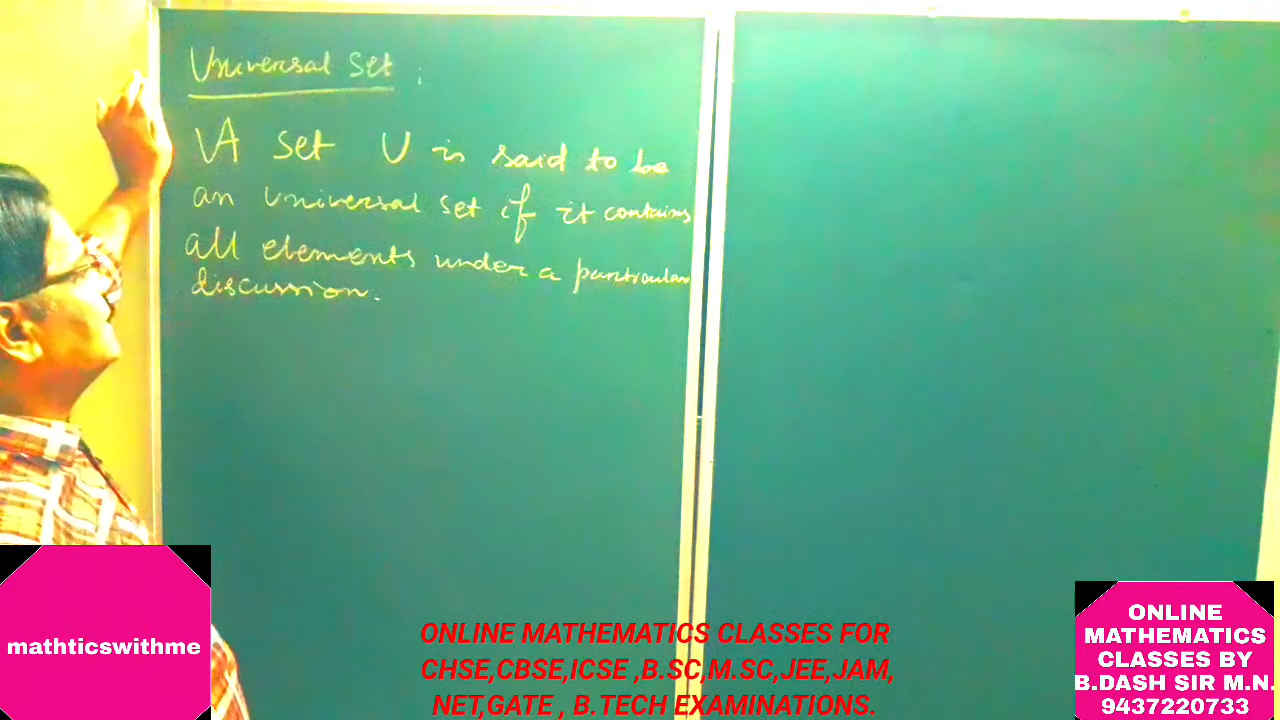 Universal Set :
A set U is said to be
an universal set if it contains
all elements under a particular
discussion.
mathticswithme
ONLINE MATHEMATICS CLASSES FOR
CHSE,CBSE,ICSE ,B.SC,M.SC,JEE,JAM,
NET,GATE , B.TECH EXAMINATIONS.
ONLINE
MATHEMATICS
CLASSES BY
B.DASH SIR M.N.
9437220733